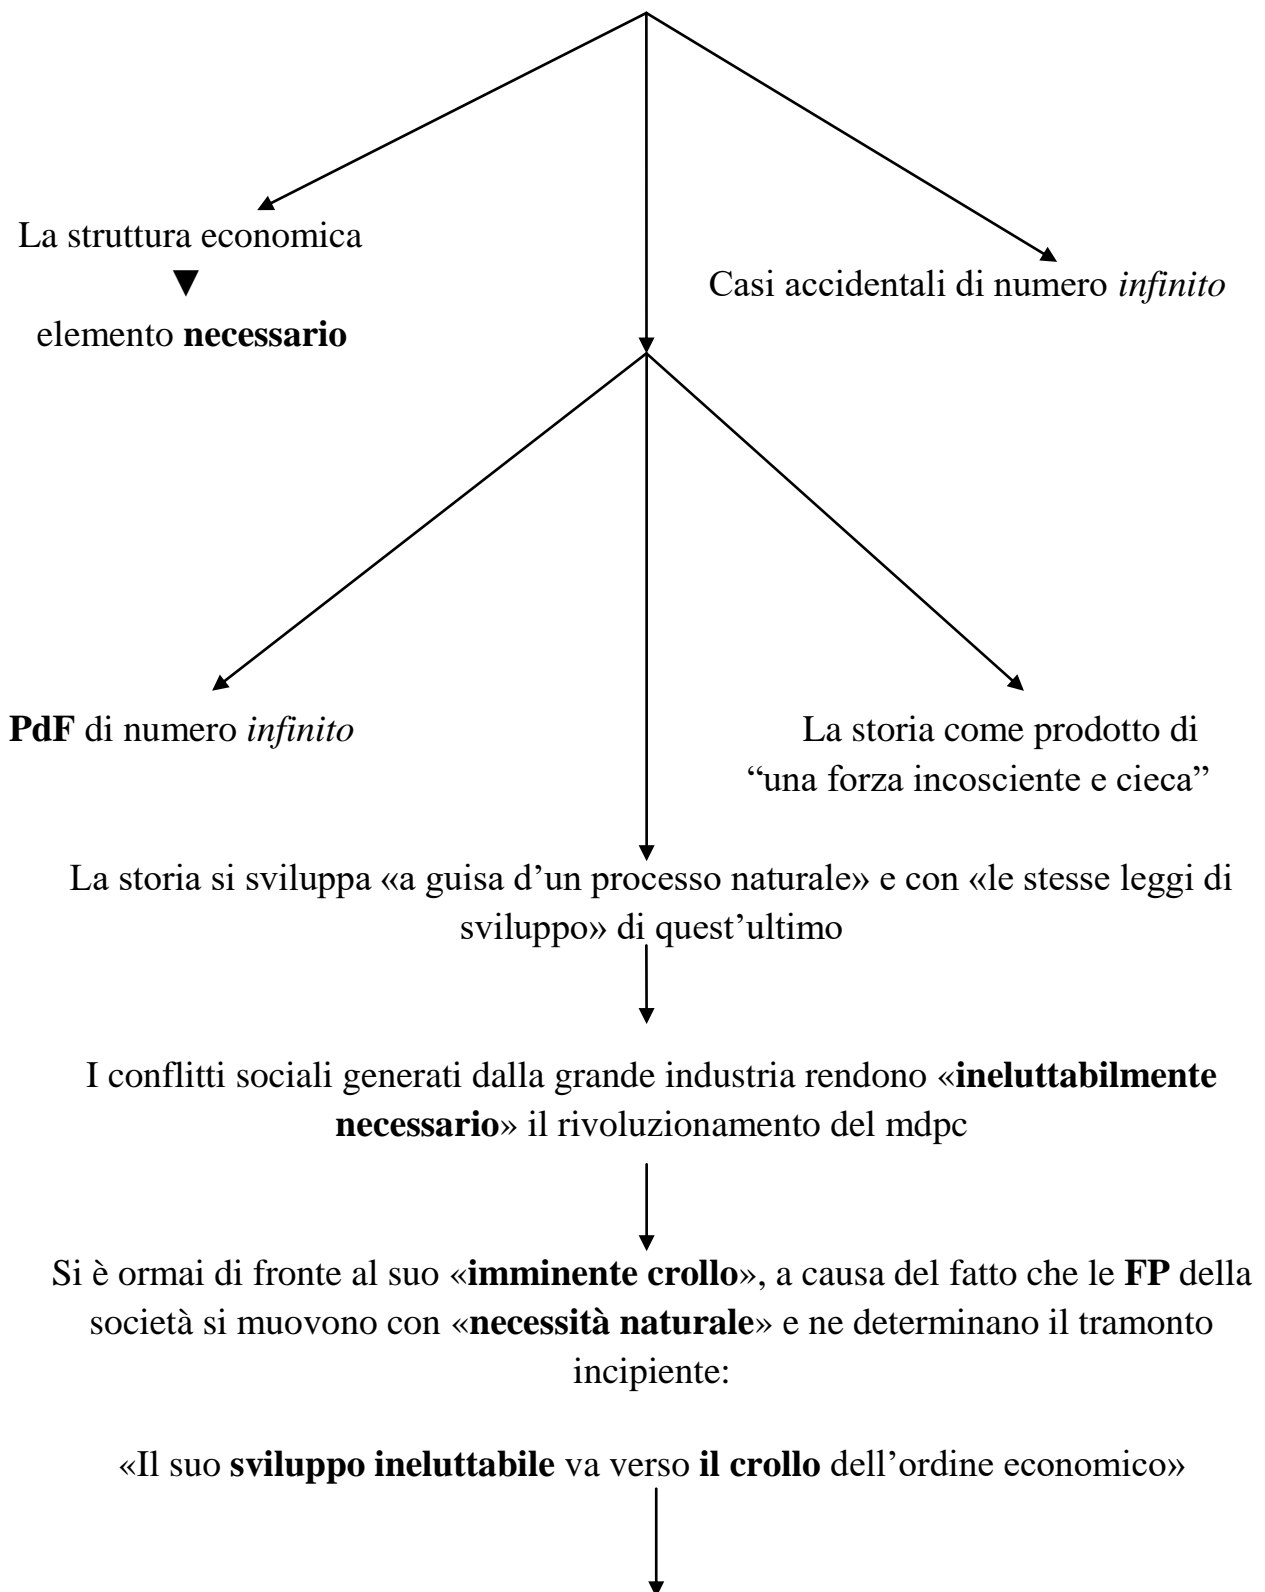 La struttura economica
▼
elemento necessario
Casi accidentali di numero infinito
PdF di numero infinito
La storia come prodotto di
“una forza incosciente e cieca”
La storia si sviluppa «a guisa d’un processo naturale» e con «le stesse leggi di
sviluppo» di quest’ultimo
I conflitti sociali generati dalla grande industria rendono «ineluttabilmente
necessario» il rivoluzionamento del mdpc
Si è ormai di fronte al suo «imminente crollo», a causa del fatto che le FP della
società si muovono con «necessità naturale» e ne determinano il tramonto
incipiente:
«Il suo sviluppo ineluttabile va verso il crollo dell’ordine economico»